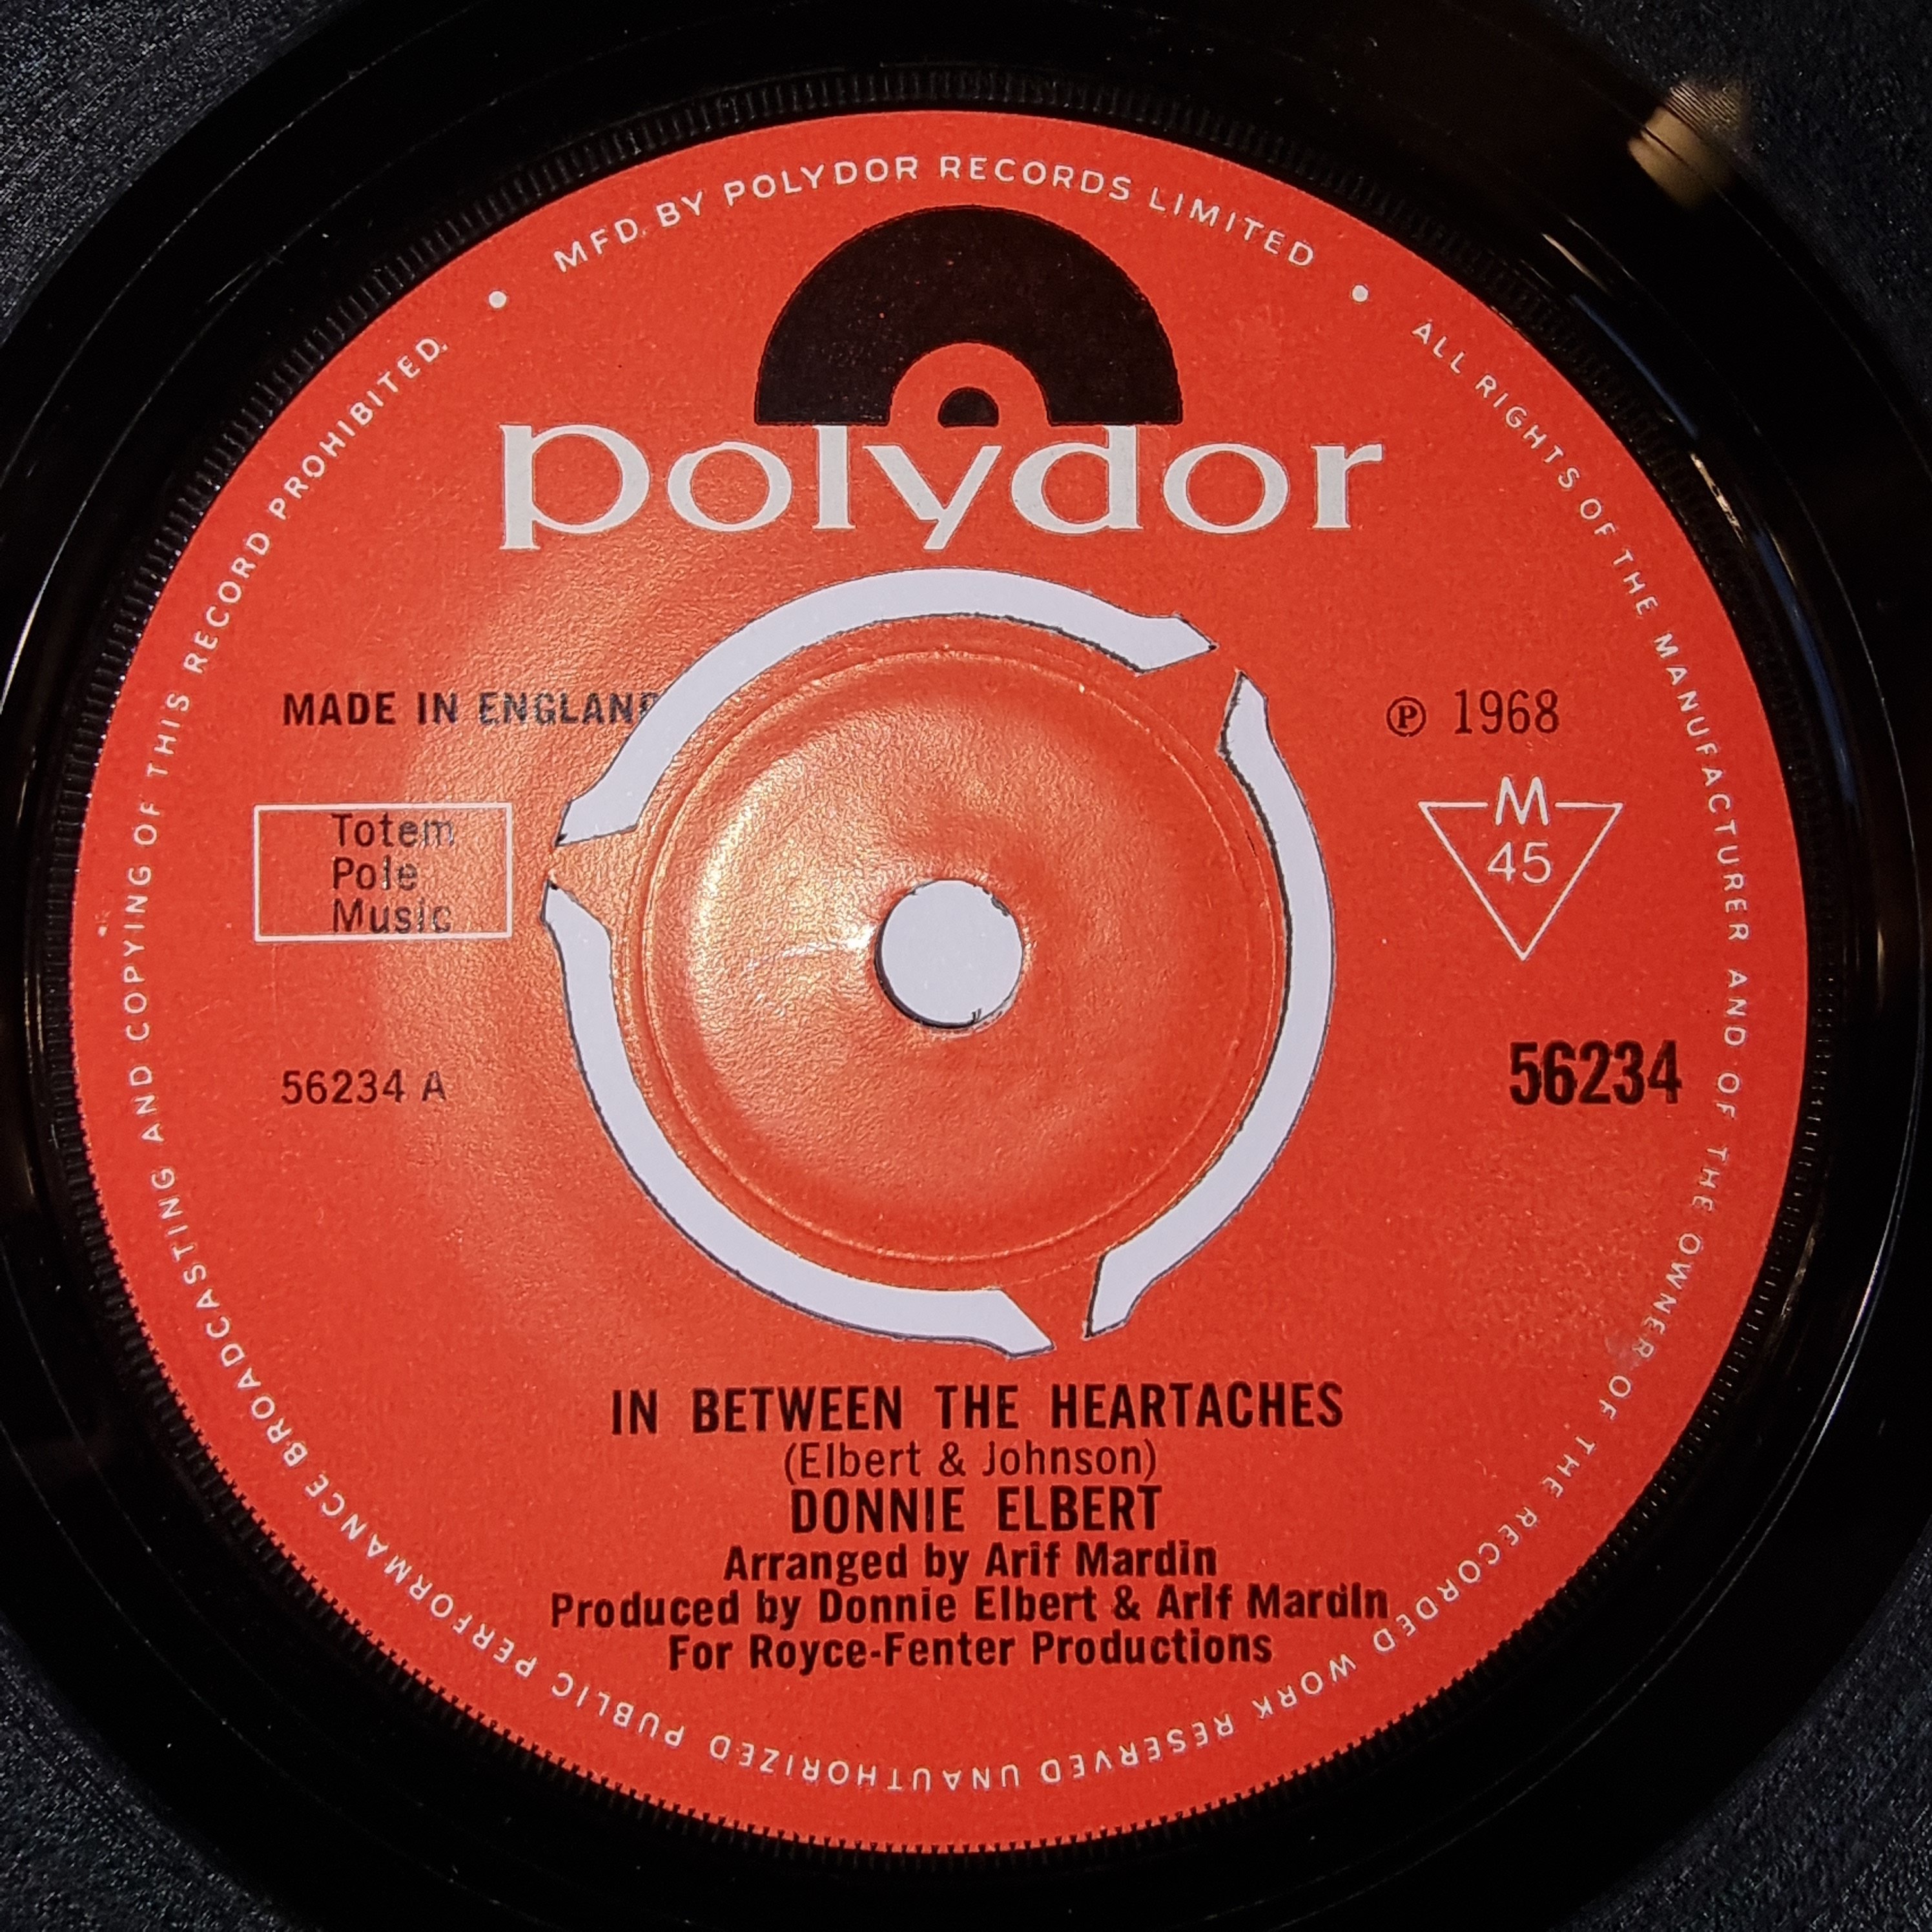 MFD. BY POLYDOR RECORDS LIMITED • ALL RIGHTS OF THE MANUFACTURER AND OF THE OWNER OF THE RECORDED WORK RESERVED UNAUTHORIZED PUBLIC PERFORMANCE BROADCASTING AND COPYING OF THIS RECORD PROHIBITED. •
polydor
MADE IN ENGLAND
℗ 1968
Totem
Pole
Music
M
45
56234 A
56234
IN BETWEEN THE HEARTACHES
(Elbert & Johnson)
DONNIE ELBERT
Arranged by Arif Mardin
Produced by Donnie Elbert & Arif Mardin
For Royce-Fenter Productions